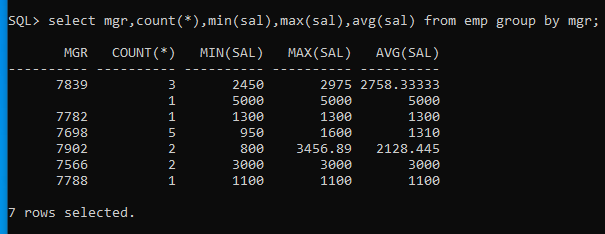 SQL> select mgr,count(*),min(sal),max(sal),avg(sal) from emp group by mgr;
       MGR   COUNT(*)   MIN(SAL)   MAX(SAL)   AVG(SAL)
---------- ---------- ---------- ---------- ----------
      7839          3       2450       2975 2758.33333
                    1       5000       5000       5000
      7782          1       1300       1300       1300
      7698          5        950       1600       1310
      7902          2        800    3456.89   2128.445
      7566          2       3000       3000       3000
      7788          1       1100       1100       1100
7 rows selected.